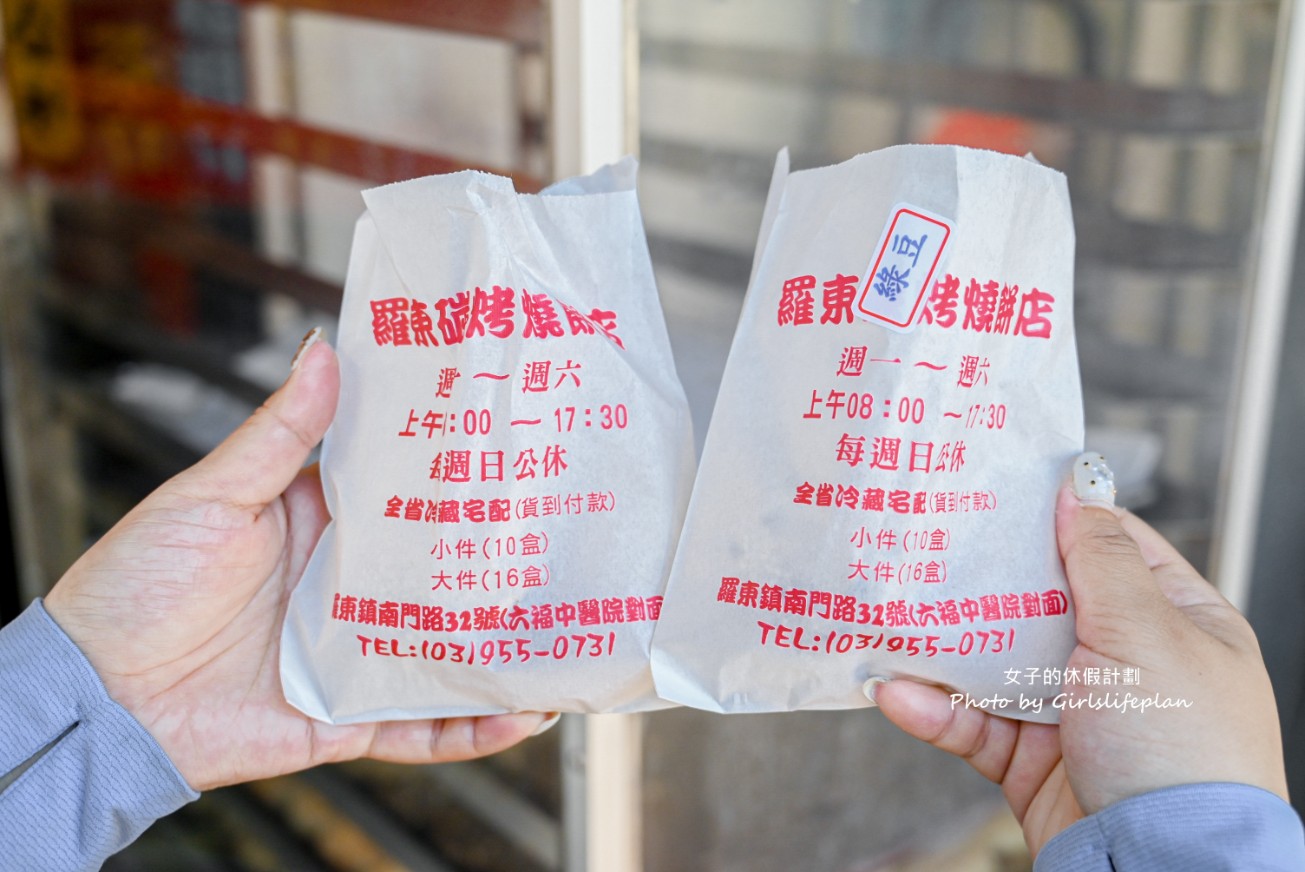 羅東碳烤燒餅店
週一～週六
上午08：00 ～ 17：30
每週日公休
全省冷藏宅配(貨到付款)
小件(10盒)
大件(16盒)
羅東鎮南門路32號(六福中醫院對面
TEL:(03)955-0731
綠豆
羅東 烤燒餅店
週一～週六
上午08：00 ～17：30
每週日公休
全省冷藏宅配(貨到付款)
小件(10盒)
大件(16盒)
羅東鎮南門路32號(六福中醫院對面)
TEL:(03)955-0731
女子的休假計劃
Photo by Girlslifeplan